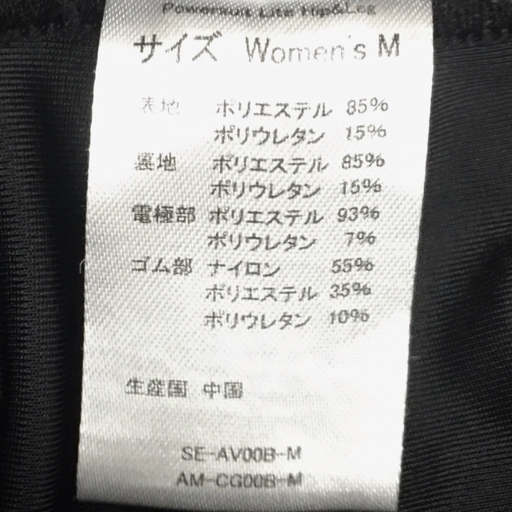 Powersuit Lite Hip&Leg
サイズ Women's M
表地 ポリエステル 85%
ポリウレタン 15%
裏地 ポリエステル 85%
ポリウレタン 15%
電極部 ポリエステル 93%
ポリウレタン 7%
ゴム部 ナイロン 55%
ポリエステル 35%
ポリウレタン 10%
生産国 中国
SE-AV00B-M
AM-CG00B-M